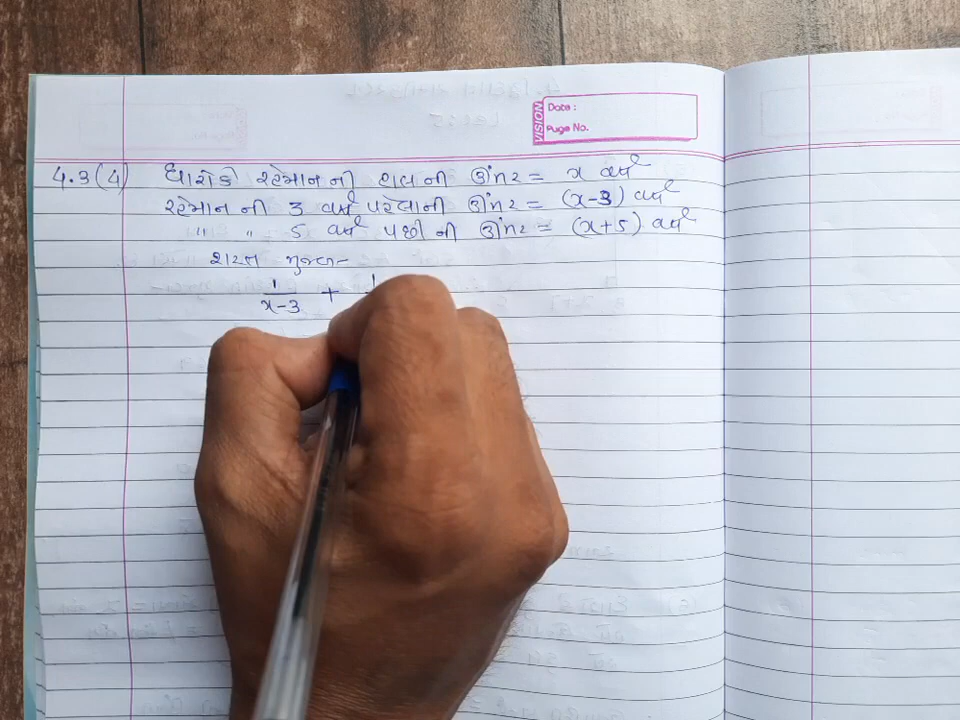 VISION
Date :
Page No.
4.3(4) ધારોકે રહેમાન ની હાલ ની ઉંમર = x વર્ષ
રહેમાન ની 3 વર્ષ પહેલાની ઉંમર = (x-3) વર્ષ
" " 5 વર્ષ પછી ની ઉંમર = (x+5) વર્ષ
શરત મુજબ
1/x-3 + 1